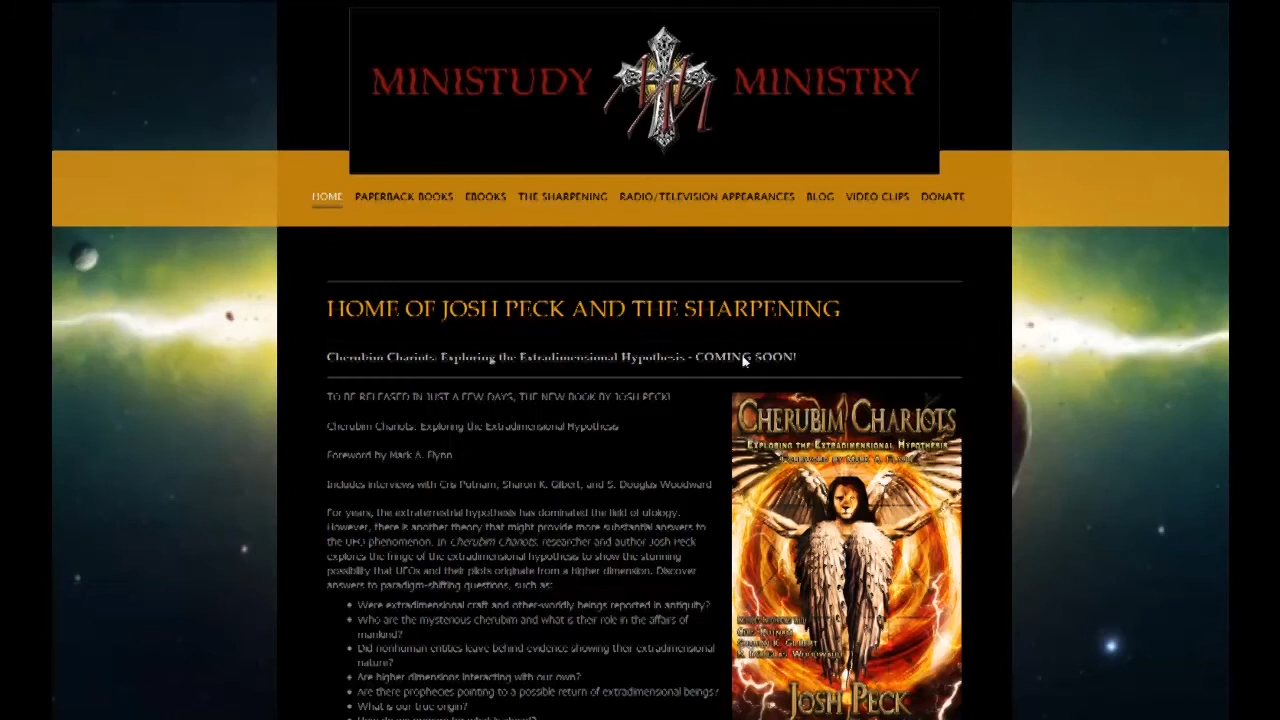 MINISTUDY MINISTRY
HOME PAPERBACK BOOKS EBOOKS THE SHARPENING RADIO/TELEVISION APPEARANCES BLOG VIDEO CLIPS DONATE
HOME OF JOSH PECK AND THE SHARPENING
Cherubim Chariots: Exploring the Extradimensional Hypothesis - COMING SOON!
TO BE RELEASED IN JUST A FEW DAYS, THE NEW BOOK BY JOSH PECK!
Cherubim Chariots: Exploring the Extradimensional Hypothesis
Foreword by Mark A. Flynn
Includes interviews with Cris Putnam, Sharon K. Gilbert, and S. Douglas Woodward
For years, the extraterrestrial hypothesis has dominated the field of ufology.
However, there is another theory that might provide more substantial answers to
the UFO phenomenon. In Cherubim Chariots, researcher and author Josh Peck
explores the fringe of the extradimensional hypothesis to show the stunning
possibility that UFOs and their pilots originate from a higher dimension. Discover
answers to paradigm-shifting questions, such as:
Were extradimensional craft and other-worldly beings reported in antiquity?
Who are the mysterious cherubim and what is their role in the affairs of
mankind?
Did nonhuman entities leave behind evidence showing their extradimensional
nature?
Are higher dimensions interacting with our own?
Are there prophecies pointing to a possible return of extradimensional beings?
What is our true origin?
CHERUBIM CHARIOTS
EXPLORING THE EXTRADIMENSIONAL HYPOTHESIS
FOREWORD BY MARK A. FLYNN
CRIS PUTNAM
SHARON K. GILBERT
S. DOUGLAS WOODWARD
JOSH PECK